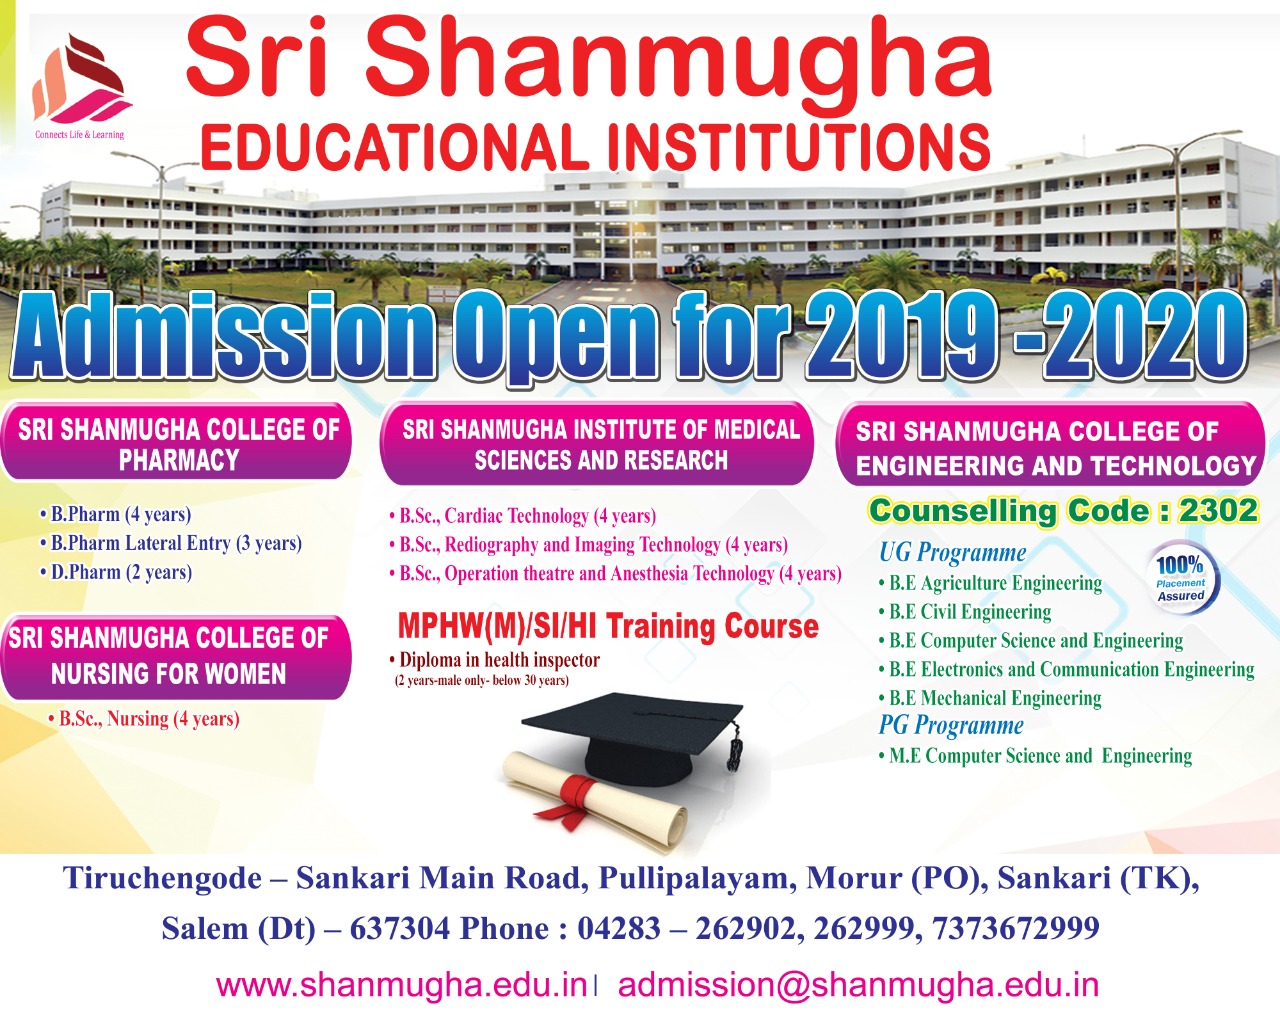 Sri Shanmugha
EDUCATIONAL INSTITUTIONS
Connects Life & Learning
Admission Open for 2019 -2020
SRI SHANMUGHA COLLEGE OF
PHARMACY
• B.Pharm (4 years)
• B.Pharm Lateral Entry (3 years)
• D.Pharm (2 years)
SRI SHANMUGHA COLLEGE OF
NURSING FOR WOMEN
• B.Sc., Nursing (4 years)
SRI SHANMUGHA INSTITUTE OF MEDICAL
SCIENCES AND RESEARCH
• B.Sc., Cardiac Technology (4 years)
• B.Sc., Rediography and Imaging Technology (4 years)
• B.Sc., Operation theatre and Anesthesia Technology (4 years)
MPHW(M)/SI/HI Training Course
• Diploma in health inspector
(2 years-male only- below 30 years)
SRI SHANMUGHA COLLEGE OF
ENGINEERING AND TECHNOLOGY
Counselling Code : 2302
UG Programme
• B.E Agriculture Engineering
• B.E Civil Engineering
• B.E Computer Science and Engineering
• B.E Electronics and Communication Engineering
• B.E Mechanical Engineering
PG Programme
• M.E Computer Science and Engineering
100%
Placement
Assured
Tiruchengode – Sankari Main Road, Pullipalayam, Morur (PO), Sankari (TK),
Salem (Dt) – 637304 Phone : 04283 – 262902, 262999, 7373672999
www.shanmugha.edu.in| admission@shanmugha.edu.in